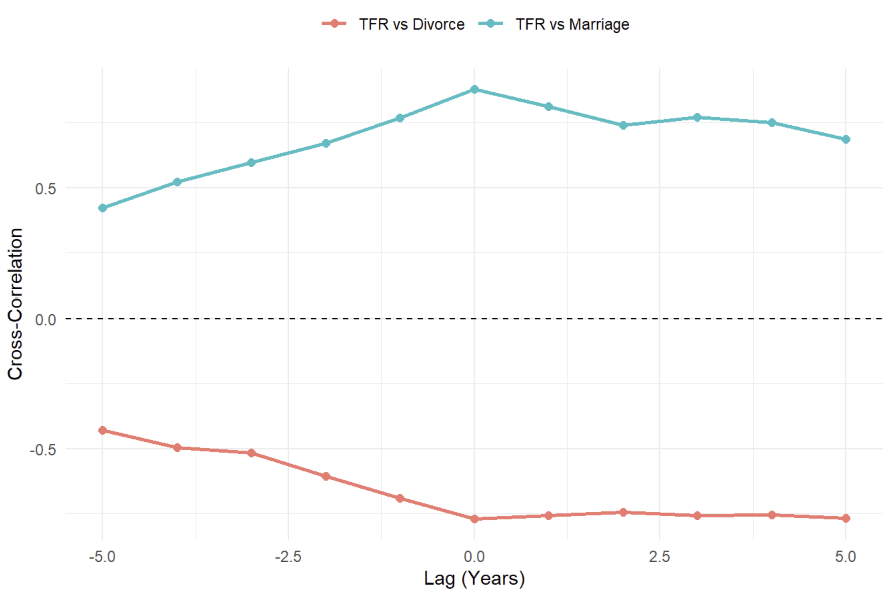 TFR vs Divorce TFR vs Marriage
0.5
0.0
-0.5
Cross-Correlation
-5.0 -2.5 0.0 2.5 5.0
Lag (Years)